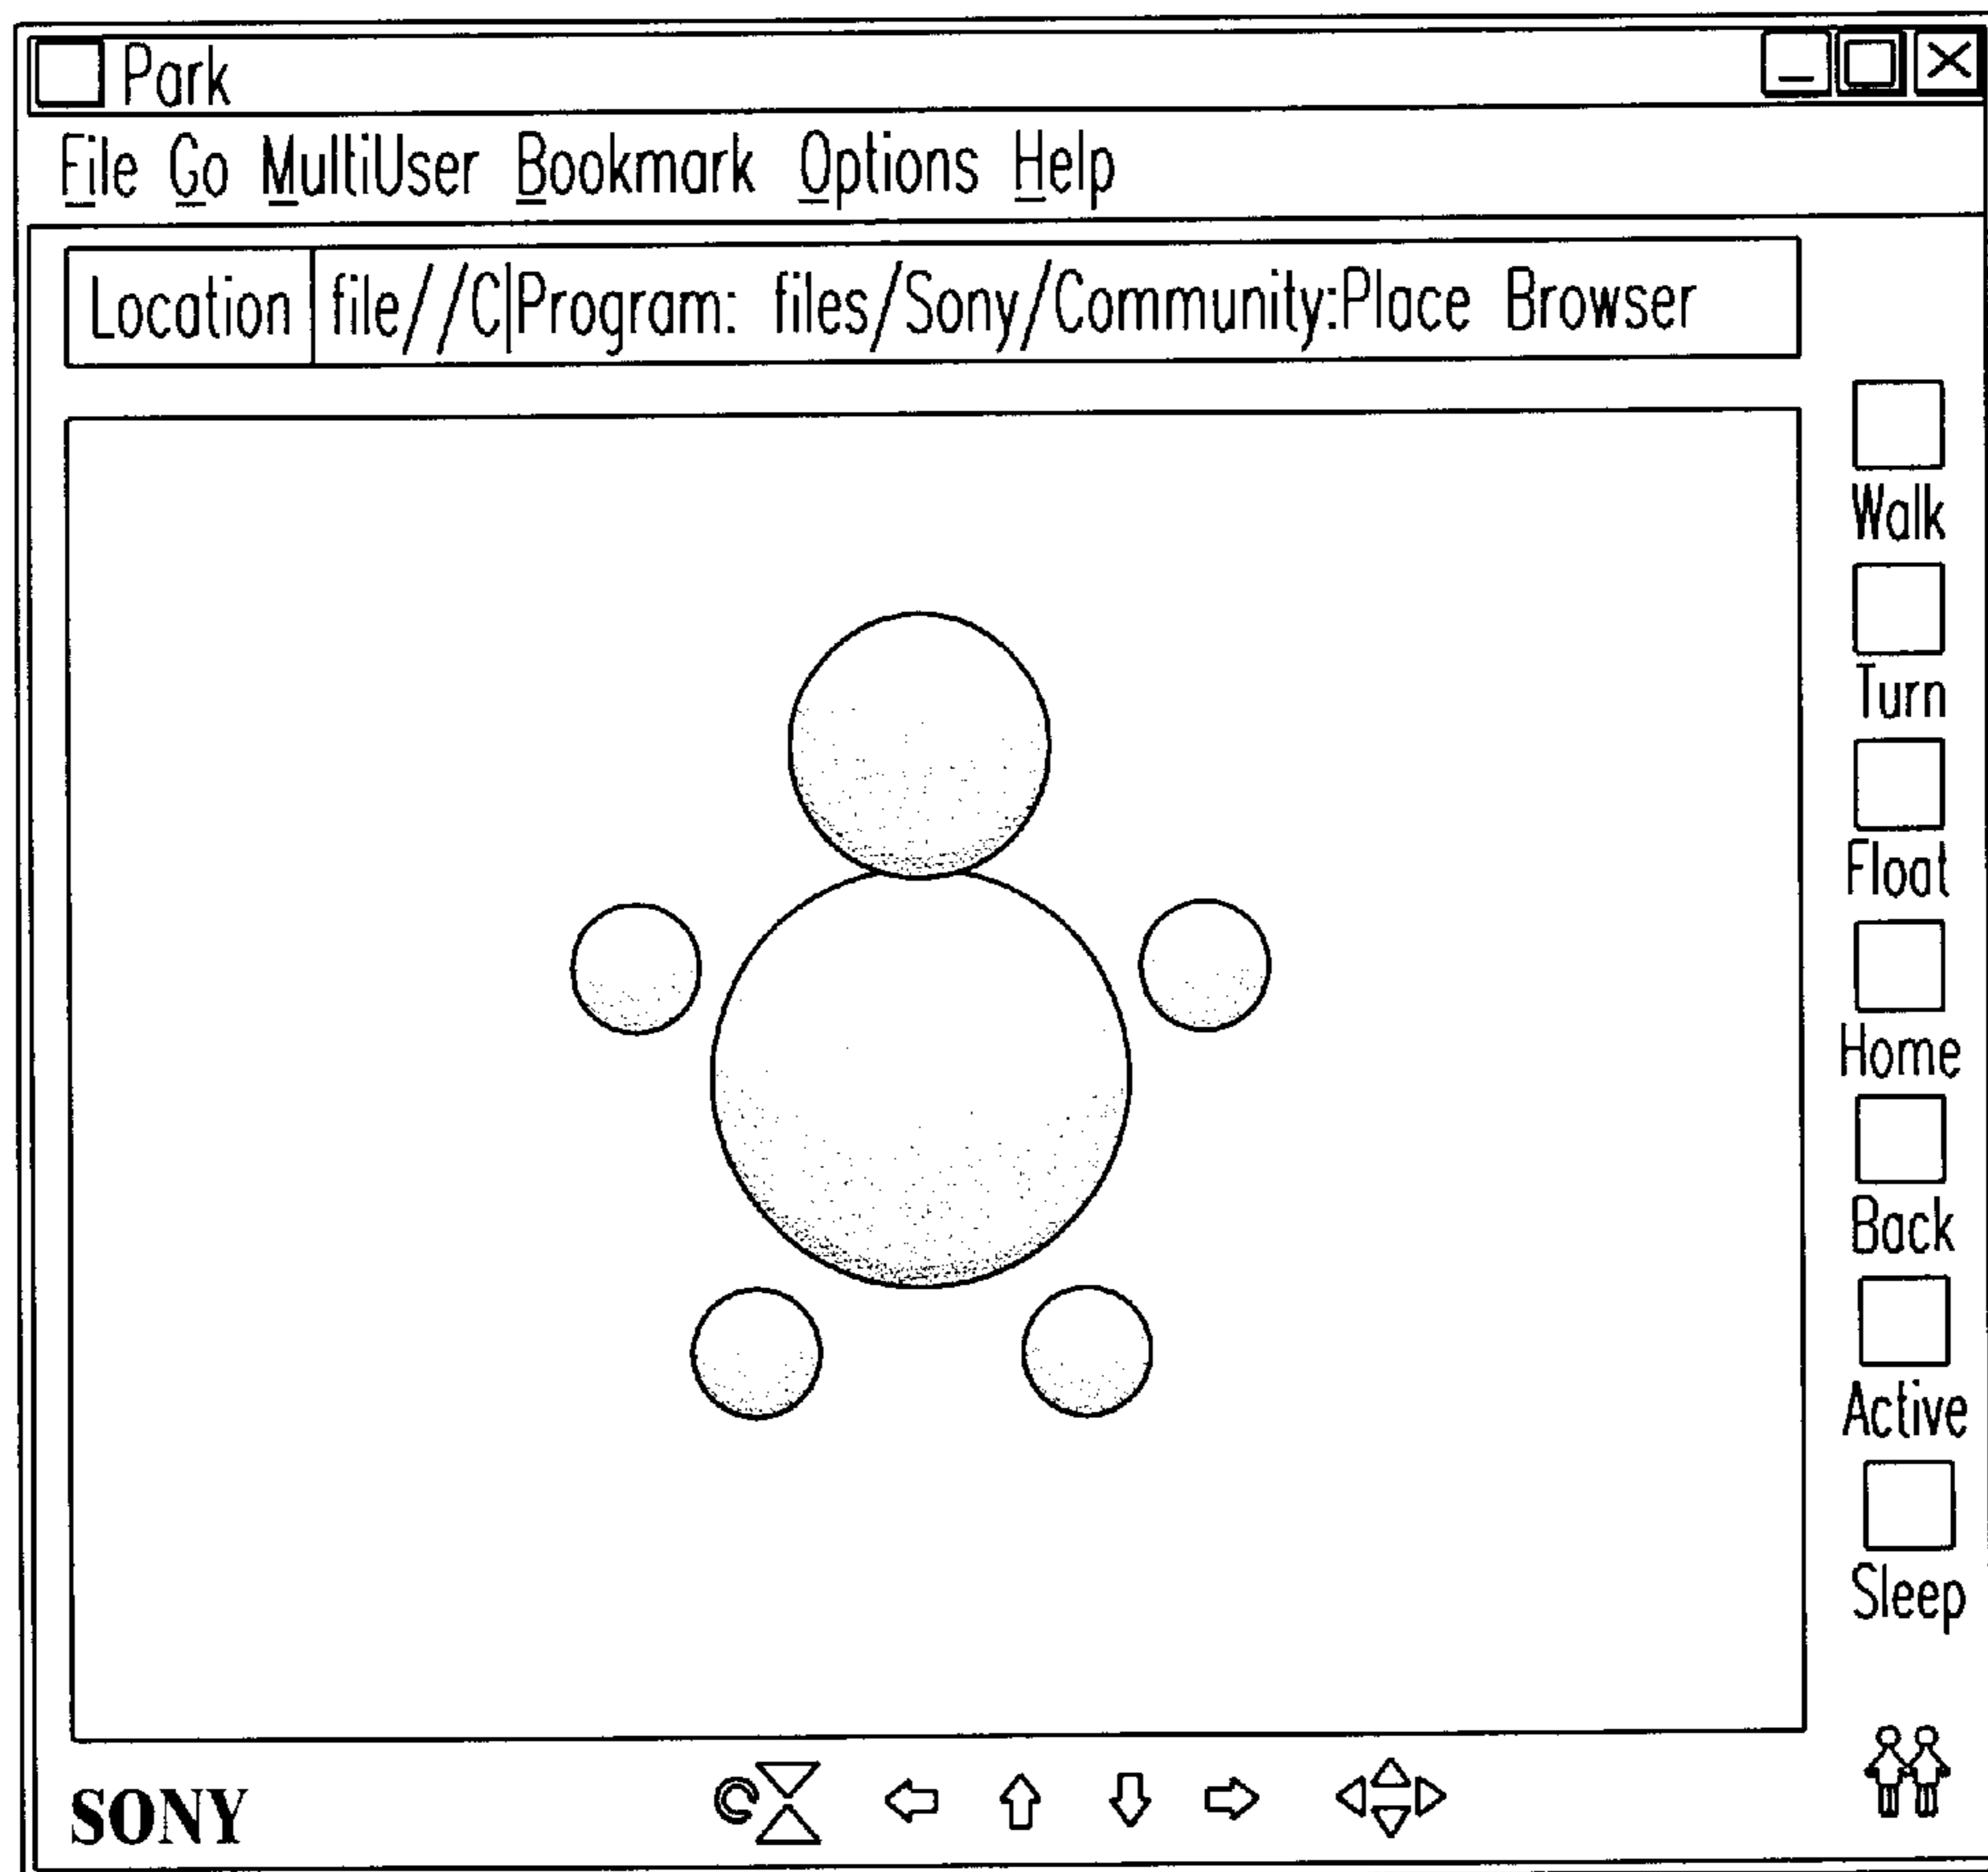 Park
File Go MultiUser Bookmark Options Help
Location file//C|Program: files/Sony/Community:Place Browser
Walk
Turn
Float
Home
Back
Active
Sleep
SONY